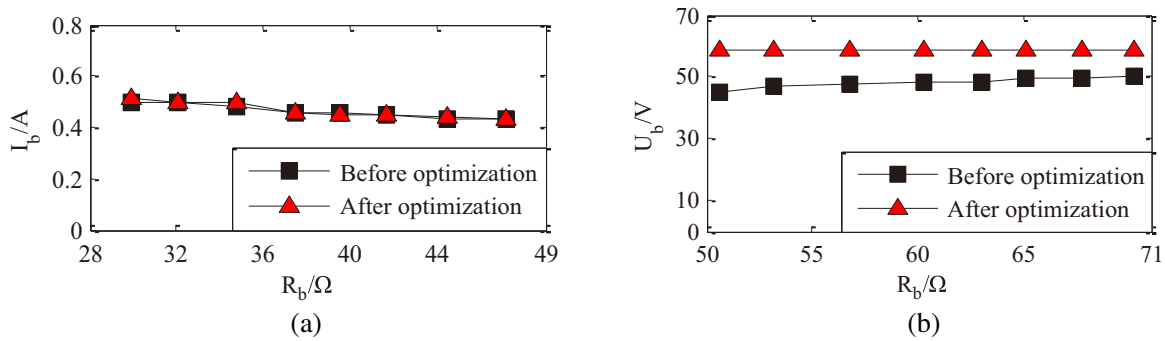 0.8
0.6
0.4
0.2
0
I_b/A
Before optimization
After optimization
28 32 36 40 44 49
R_b/Ω
(a)
70
50
30
10
0
U_b/V
Before optimization
After optimization
50 55 60 65 71
R_b/Ω
(b)